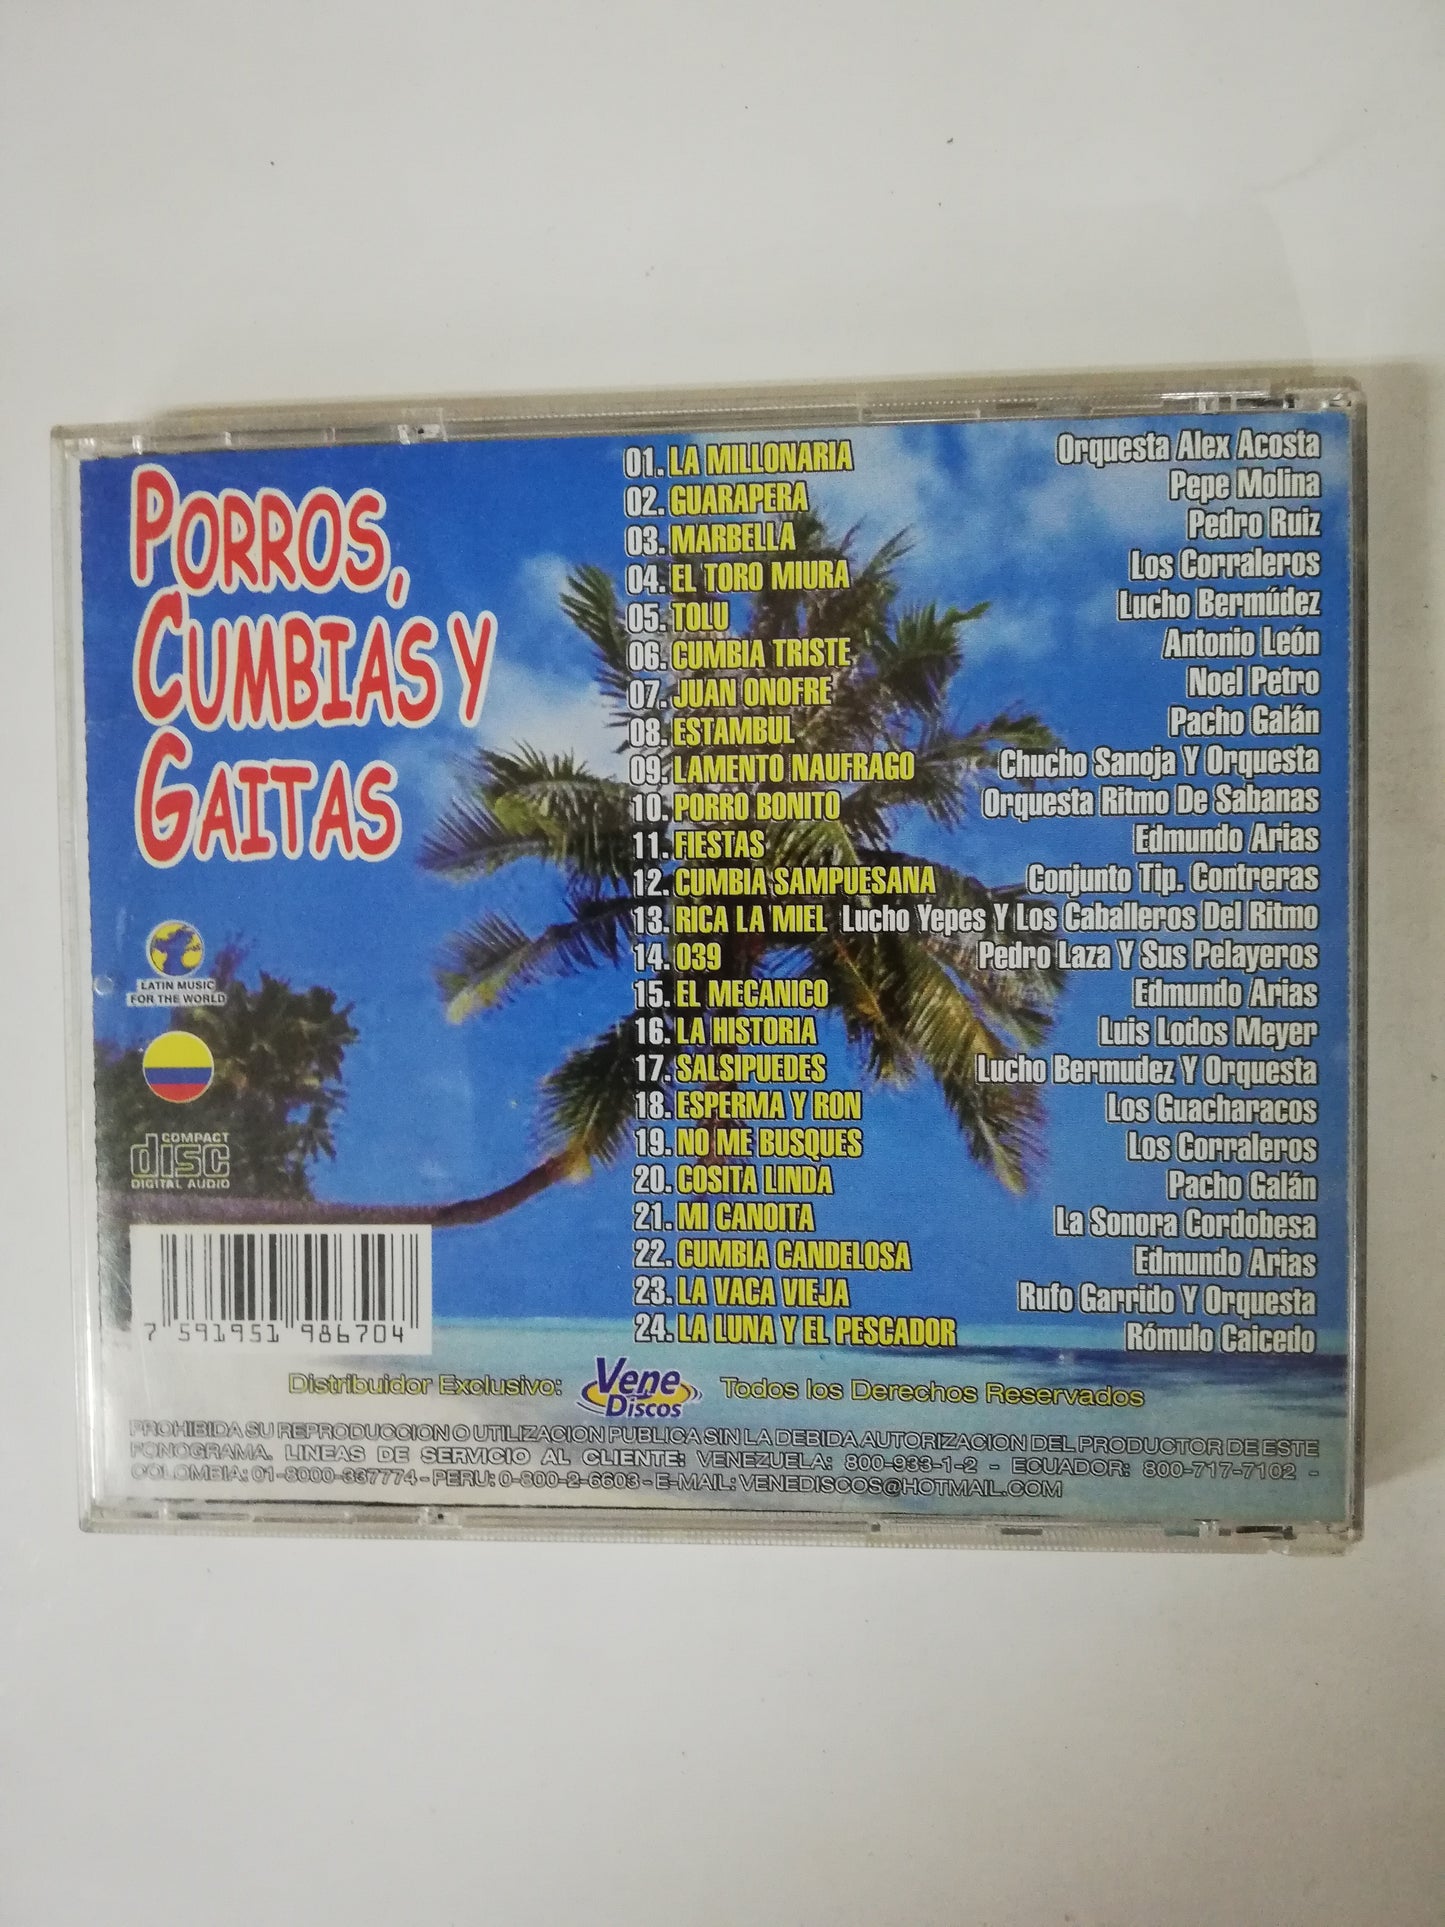 PORROS,
CUMBIAS Y
GAITAS
01. LA MILLONARIA Orquesta Alex Acosta
02. GUARAPERA Pepe Molina
03. MARBELLA Pedro Ruiz
04. EL TORO MIURA Los Corraleros
05. TOLU Lucho Bermúdez
06. CUMBIA TRISTE Antonio León
07. JUAN ONOFRE Noel Petro
08. ESTAMBUL Pacho Galán
09. LAMENTO NAUFRAGO Chucho Sanoja Y Orquesta
10. PORRO BONITO Orquesta Ritmo De Sabanas
11. FIESTAS Edmundo Arias
12. CUMBIA SAMPUESANA Conjunto Tip. Contreras
13. RICA LA MIEL Lucho Yepes Y Los Caballeros Del Ritmo
14. 039 Pedro Laza Y Sus Pelayeros
15. EL MECANICO Edmundo Arias
16. LA HISTORIA Luis Lodos Meyer
17. SALSIPUEDES Lucho Bermudez Y Orquesta
18. ESPERMA Y RON Los Guacharacos
19. NO ME BUSQUES Los Corraleros
20. COSITA LINDA Pacho Galán
21. MI CANOITA La Sonora Cordobesa
22. CUMBIA CANDELOSA Edmundo Arias
23. LA VACA VIEJA Rufo Garrido Y Orquesta
24. LA LUNA Y EL PESCADOR Rómulo Caicedo
LATIN MUSIC
FOR THE WORLD
COMPACT
disc
DIGITAL AUDIO
7 591951 986704
Distribuidor Exclusivo: Vene Discos Todos los Derechos Reservados
PROHIBIDA SU REPRODUCCION O UTILIZACION PUBLICA SIN LA DEBIDA AUTORIZACION DEL PRODUCTOR DE ESTE
FONOGRAMA. LINEAS DE SERVICIO AL CLIENTE: VENEZUELA: 800-933-1-2 - ECUADOR: 800-717-7102 -
COLOMBIA: 01-8000-337774 - PERU: 0-800-2-6603 - E-MAIL: VENEDISCOS@HOTMAIL.COM